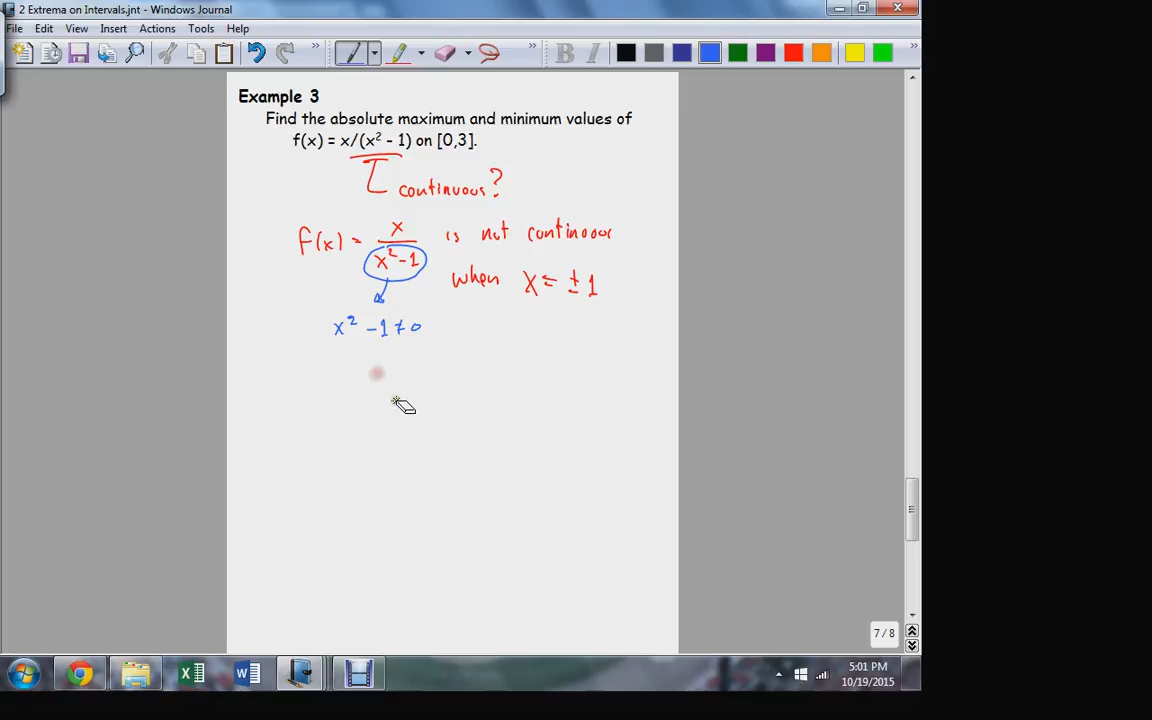 2 Extrema on Intervals.jnt - Windows Journal
File Edit View Insert Actions Tools Help
B I
Example 3
Find the absolute maximum and minimum values of
f(x) = x/(x² - 1) on [0,3].
continuous?
f(x) = x / (x² - 1) is not continuous
when x = ± 1
x² - 1 ≠ 0
7 / 8
5:01 PM
10/19/2015